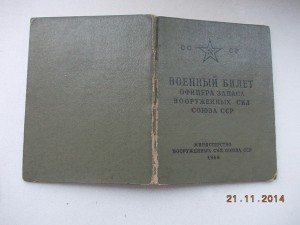 ВОЕННЫЙ БИЛЕТ
ОФИЦЕРА ЗАПАСА
ВООРУЖЕННЫХ СИЛ
СОЮЗА ССР
МИНИСТЕРСТВО
ВООРУЖЕННЫХ СИЛ СОЮЗА ССР
21.11.2014